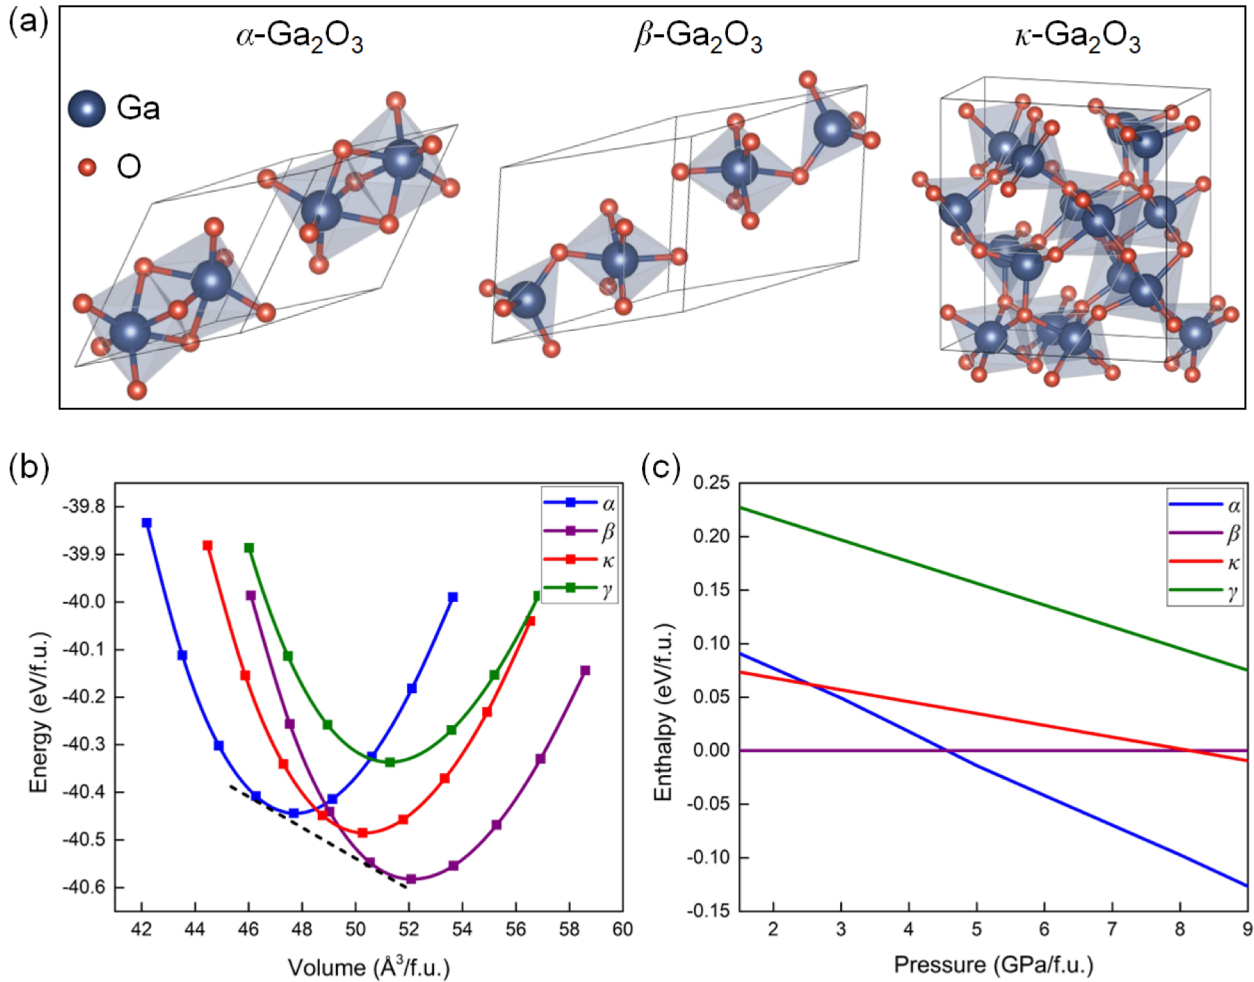 (a)
α-Ga₂O₃
β-Ga₂O₃
κ-Ga₂O₃
Ga
O
(b)
-39.8
-39.9
-40.0
-40.1
-40.2
-40.3
-40.4
-40.5
-40.6
Energy (eV/f.u.)
42 44 46 48 50 52 54 56 58 60
Volume (Å³/f.u.)
α
β
κ
γ
(c)
0.25
0.20
0.15
0.10
0.05
0.00
-0.05
-0.10
-0.15
Enthalpy (eV/f.u.)
2 3 4 5 6 7 8 9
Pressure (GPa/f.u.)
α
β
κ
γ